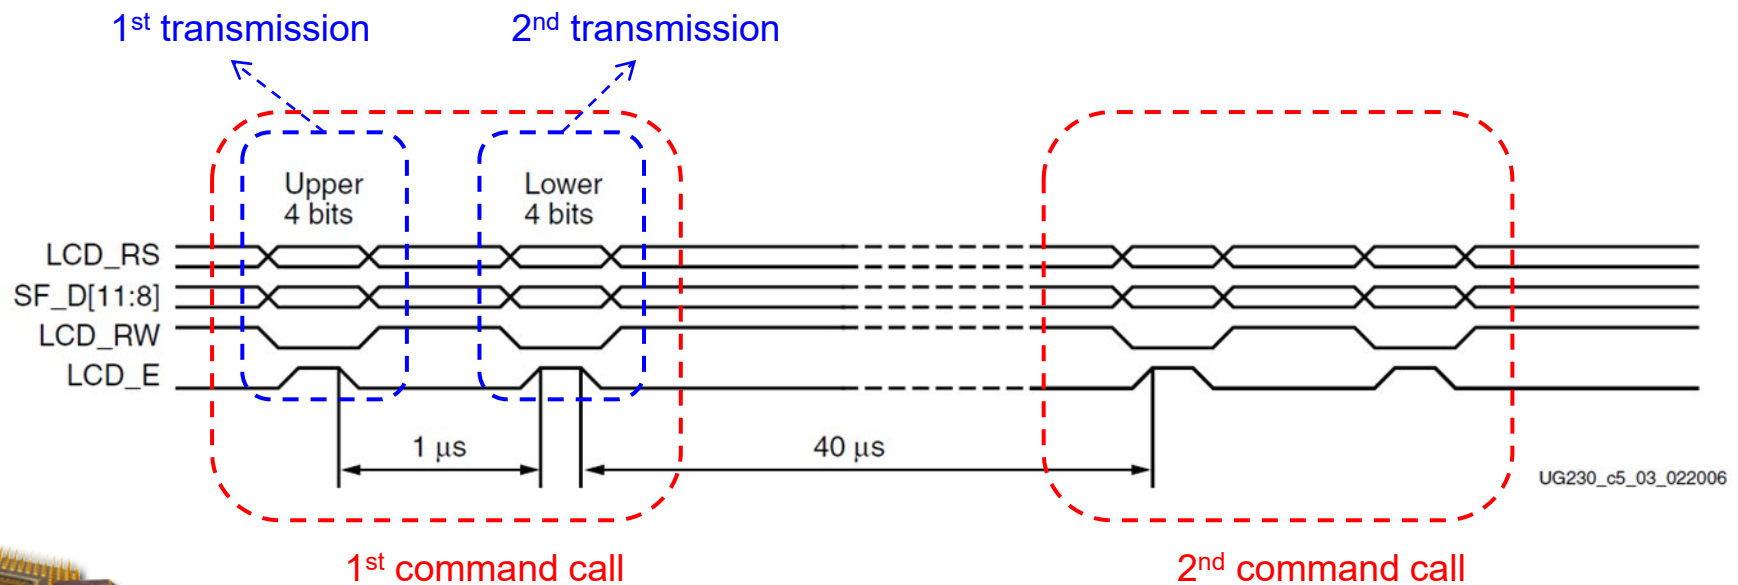 1st transmission
2nd transmission
Upper
4 bits
Lower
4 bits
LCD_RS
SF_D[11:8]
LCD_RW
LCD_E
1 μs
40 μs
UG230_c5_03_022006
1st command call
2nd command call